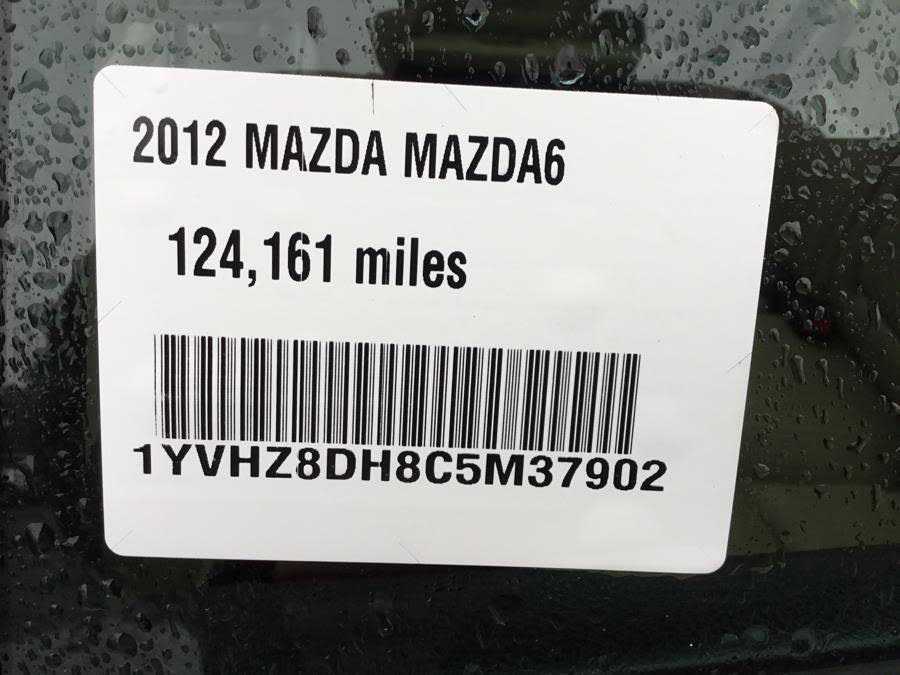 2012 MAZDA MAZDA6
124,161 miles
1YVHZ8DH8C5M37902